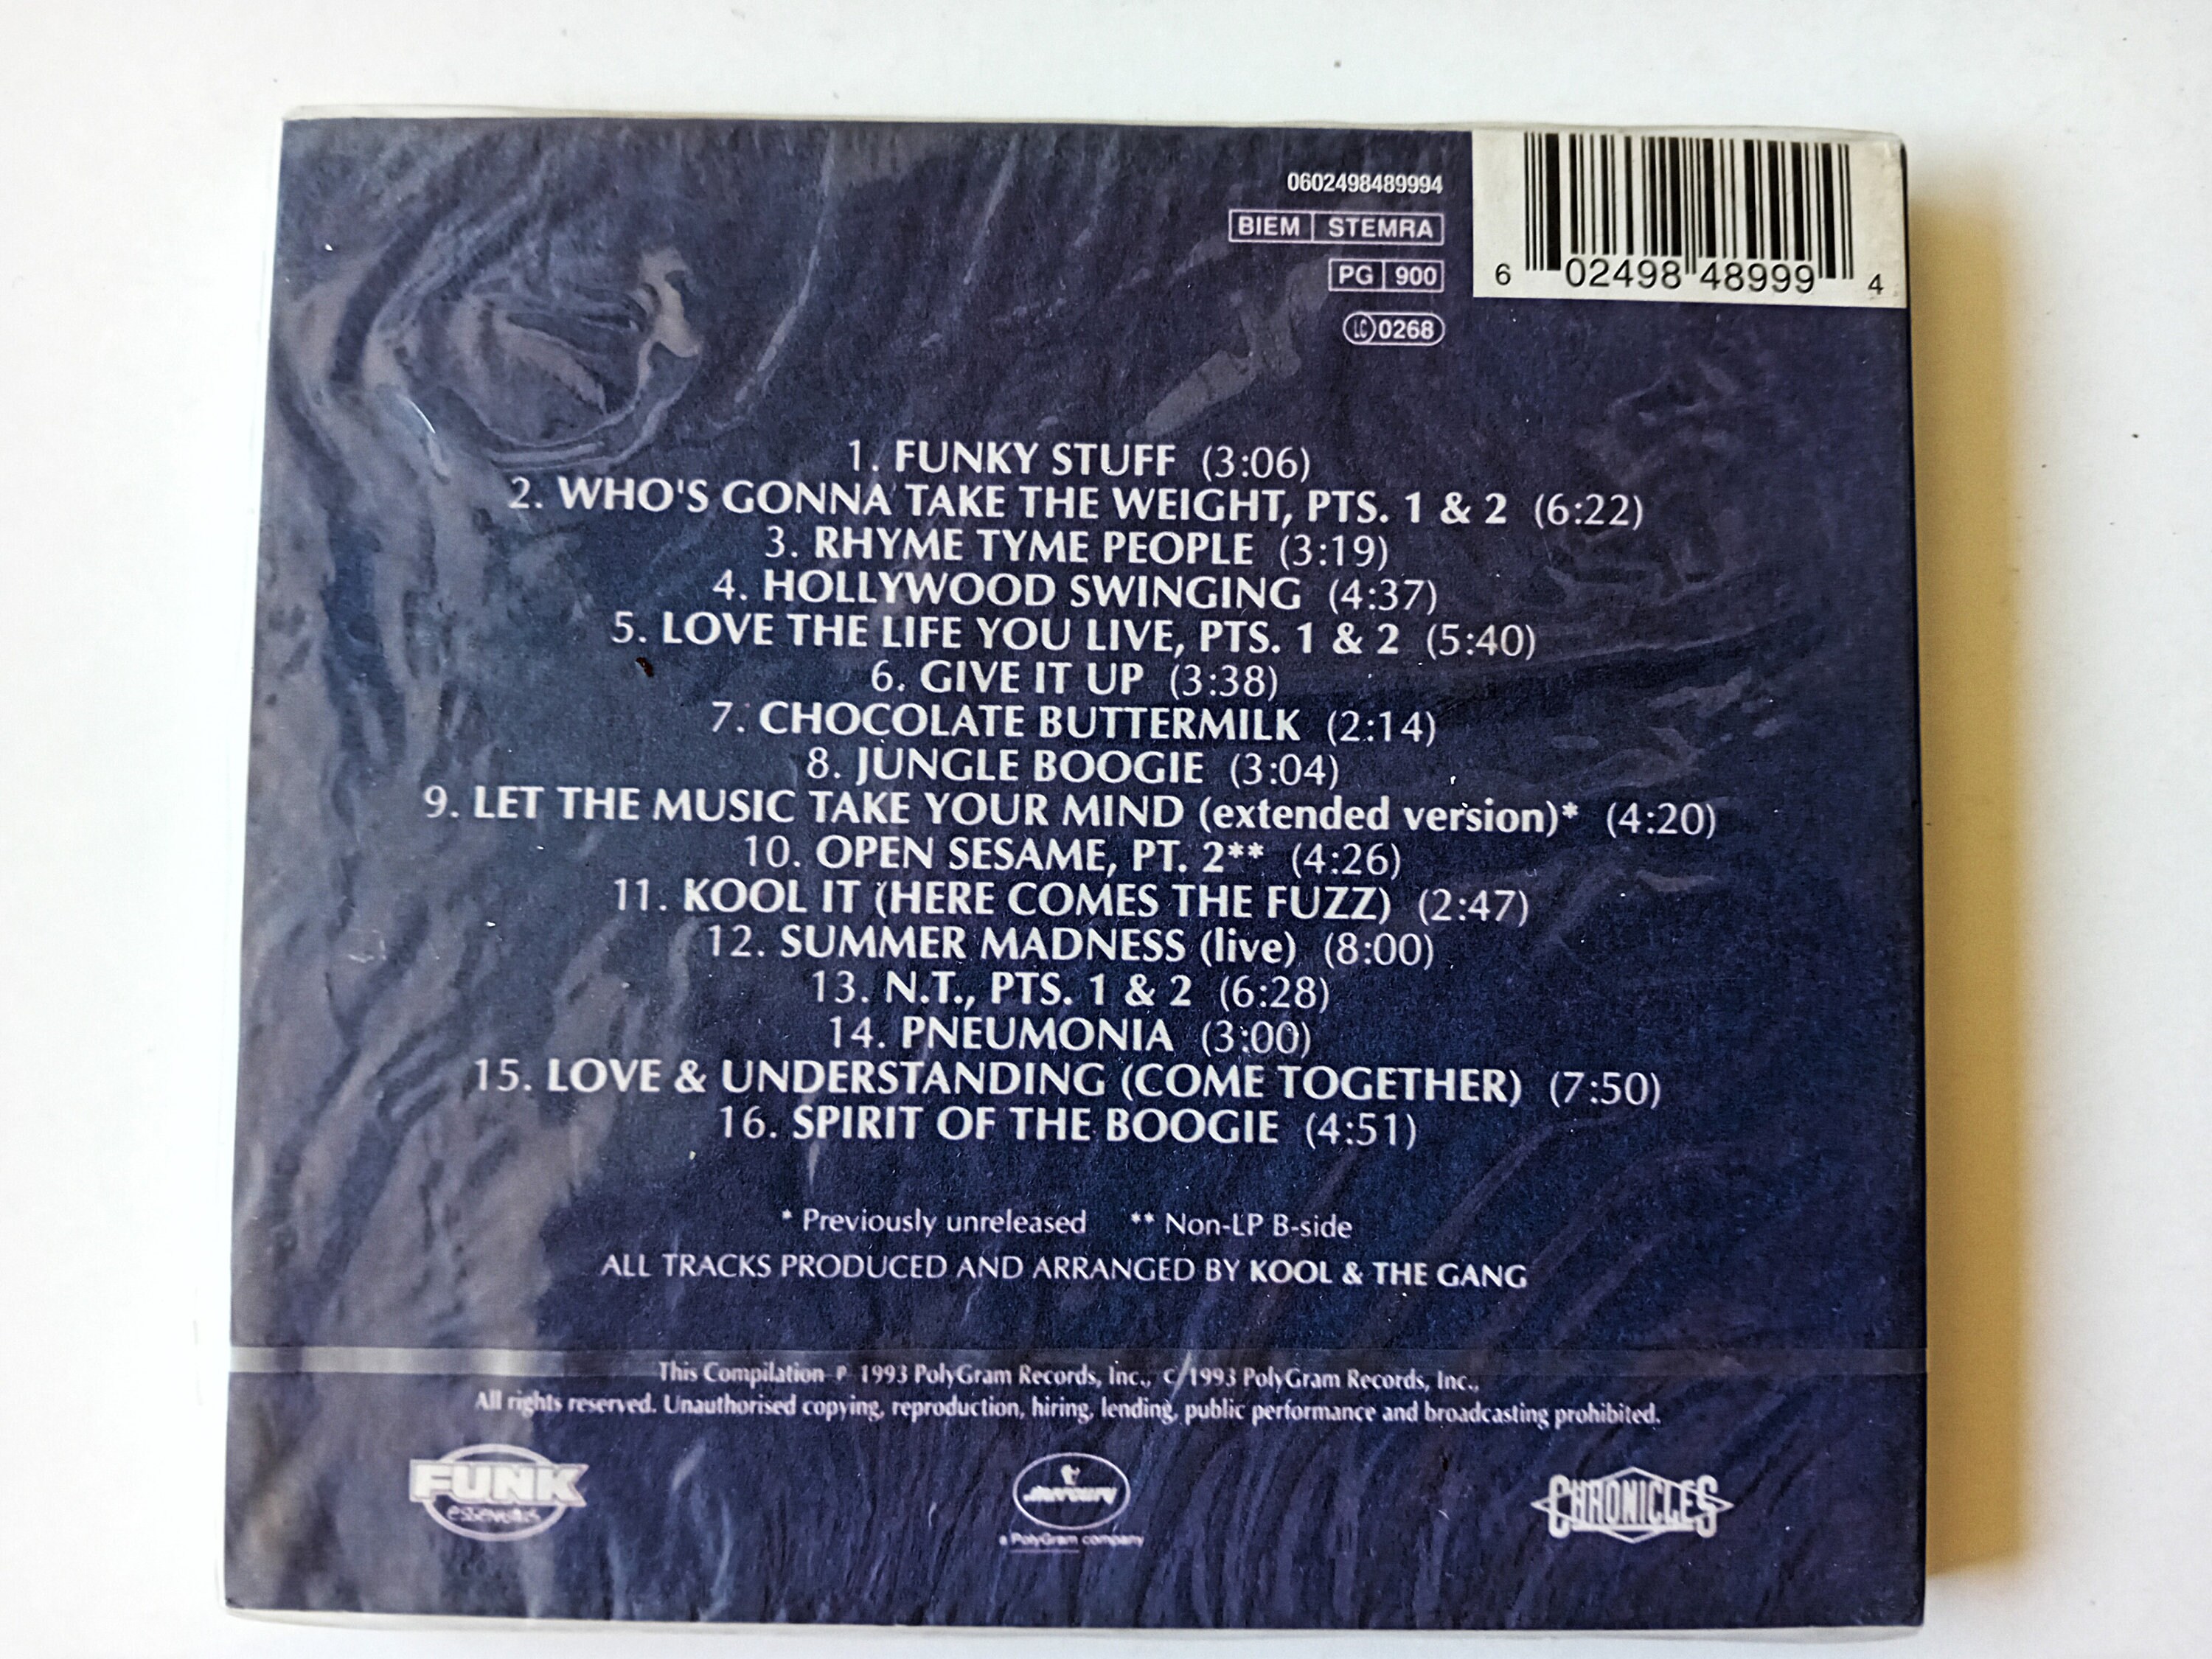 0602498489994
BIEM STEMRA
PG 900
LC 0268
6 02498 48999 4
1. FUNKY STUFF (3:06)
2. WHO'S GONNA TAKE THE WEIGHT, PTS. 1 & 2 (6:22)
3. RHYME TYME PEOPLE (3:19)
4. HOLLYWOOD SWINGING (4:37)
5. LOVE THE LIFE YOU LIVE, PTS. 1 & 2 (5:40)
6. GIVE IT UP (3:38)
7. CHOCOLATE BUTTERMILK (2:14)
8. JUNGLE BOOGIE (3:04)
9. LET THE MUSIC TAKE YOUR MIND (extended version)* (4:20)
10. OPEN SESAME, PT. 2** (4:26)
11. KOOL IT (HERE COMES THE FUZZ) (2:47)
12. SUMMER MADNESS (live) (8:00)
13. N.T., PTS. 1 & 2 (6:28)
14. PNEUMONIA (3:00)
15. LOVE & UNDERSTANDING (COME TOGETHER) (7:50)
16. SPIRIT OF THE BOOGIE (4:51)
* Previously unreleased ** Non-LP B-side
ALL TRACKS PRODUCED AND ARRANGED BY KOOL & THE GANG
This Compilation P 1993 PolyGram Records, Inc., C 1993 PolyGram Records, Inc.,
All rights reserved. Unauthorised copying, reproduction, hiring, lending, public performance and broadcasting prohibited.
FUNK
essentials
mercury
a PolyGram company
CHRONICLES